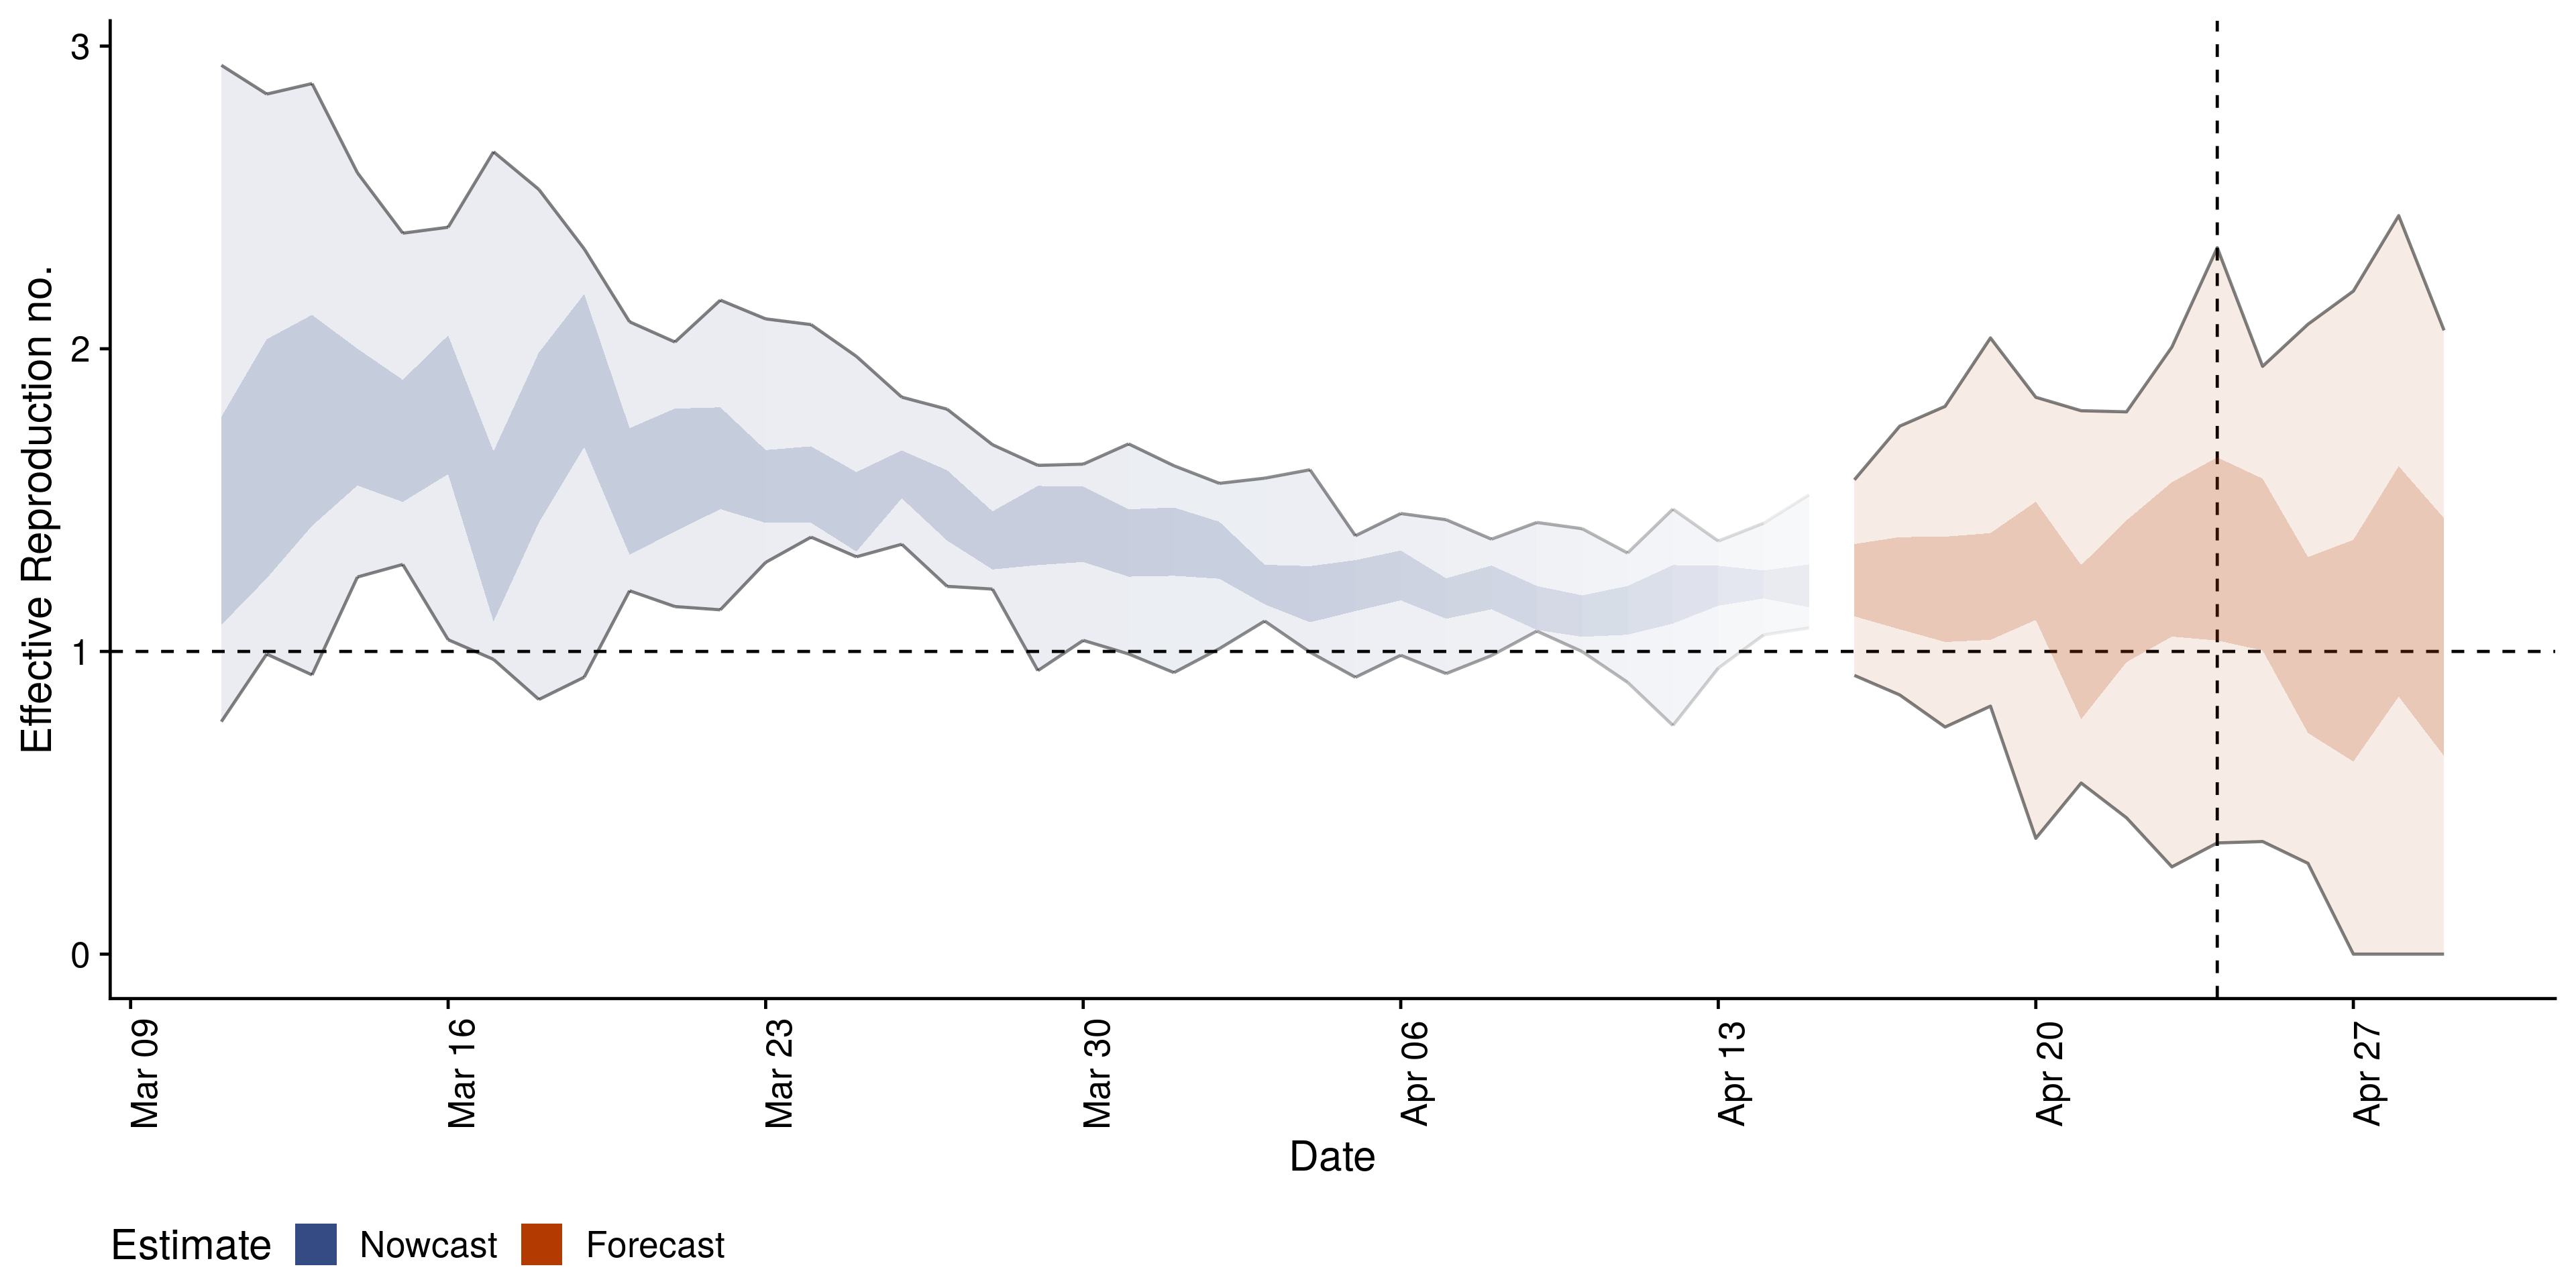 Effective Reproduction no.
3
2
1
0
Mar 09
Mar 16
Mar 23
Mar 30
Apr 06
Apr 13
Apr 20
Apr 27
Date
Estimate Nowcast Forecast